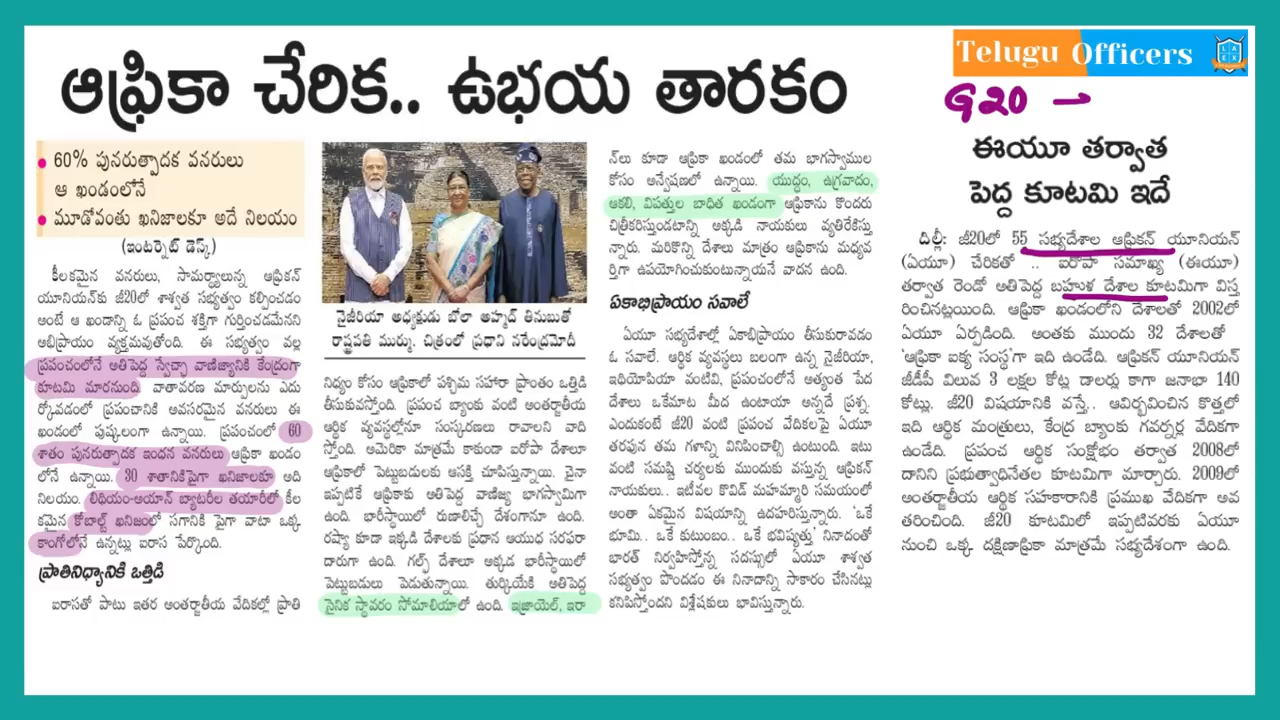 Telugu Officers
G20 →
ఆఫ్రికా చేరిక.. ఉభయ తారకం
• 60% పునరుత్పాదక వనరులు
ఆ ఖండంలోనే
• మూడోవంతు ఖనిజాలకూ అదే నిలయం
(ఇంటర్నెట్ డెస్క్)
కీలకమైన వనరులు, సామర్థ్యాలున్న ఆఫ్రికన్
యూనియన్‌కు జీ20లో శాశ్వత సభ్యత్వం కల్పించడం
అంటే ఆ ఖండాన్ని ఓ ప్రపంచ శక్తిగా గుర్తించడమేనని
అభిప్రాయం వ్యక్తమవుతోంది. ఈ సభ్యత్వం వల్ల
ప్రపంచంలోనే అతిపెద్ద స్వేచ్ఛా వాణిజ్యానికి కేంద్రంగా
కూటమి మారనుంది. వాతావరణ మార్పులను ఎదు
ర్కోవడంలో ప్రపంచానికి అవసరమైన వనరులు ఈ
ఖండంలో పుష్కలంగా ఉన్నాయి. ప్రపంచంలో 60
శాతం పునరుత్పాదక ఇంధన వనరులు ఆఫ్రికా ఖండం
లోనే ఉన్నాయి. 30 శాతానికిపైగా ఖనిజాలకూ అది
నిలయం. లిథియం-అయాన్ బ్యాటరీల తయారీలో కీల
కమైన కోబాల్ట్ ఖనిజంలో సగానికి పైగా వాటా ఒక్క
కాంగోలోనే ఉన్నట్లు ఐరాస పేర్కొంది.
ప్రాతినిధ్యానికి ఒత్తిడి
ఐరాసతో పాటు ఇతర అంతర్జాతీయ వేదికల్లో ప్రాతి
నైజీరియా అధ్యక్షుడు బోలా అహ్మద్ తినుబుతో
రాష్ట్రపతి ముర్ము. చిత్రంలో ప్రధాని నరేంద్రమోదీ
నిధ్యం కోసం ఆఫ్రికాలో పశ్చిమ సహారా ప్రాంతం ఒత్తిడి
తీసుకువస్తోంది. ప్రపంచ బ్యాంకు వంటి అంతర్జాతీయ
ఆర్థిక వ్యవస్థల్లోనూ సంస్కరణలు రావాలని వాది
స్తోంది. అమెరికా మాత్రమే కాకుండా ఐరోపా దేశాలూ
ఆఫ్రికాలో పెట్టుబడులకు ఆసక్తి చూపిస్తున్నాయి. చైనా
ఇప్పటికే ఆఫ్రికాకు అతిపెద్ద వాణిజ్య భాగస్వామిగా
ఉంది. భారీస్థాయిలో రుణాలిచ్చే దేశంగానూ ఉంది.
రష్యా కూడా ఇక్కడి దేశాలకు ప్రధాన ఆయుధ సరఫరా
దారుగా ఉంది. గల్ఫ్ దేశాలూ అక్కడ భారీస్థాయిలో
పెట్టుబడులు పెడుతున్నాయి. తుర్కియేకి అతిపెద్ద
సైనిక స్థావరం సోమాలియాలో ఉంది. ఇజ్రాయెల్, ఇరా
న్‌లు కూడా ఆఫ్రికా ఖండంలో తమ భాగస్వాముల
కోసం అన్వేషణలో ఉన్నాయి. యుద్ధం, ఉగ్రవాదం,
ఆకలి, విపత్తుల బాధిత ఖండంగా ఆఫ్రికాను కొందరు
చిత్రీకరిస్తుండటాన్ని అక్కడి నాయకులు వ్యతిరేకిస్తు
న్నారు. మరికొన్ని దేశాలు మాత్రం ఆఫ్రికాను మధ్యవ
ర్తిగా ఉపయోగించుకుంటున్నాయనే వాదన ఉంది.
ఏకాభిప్రాయం సవాలే
ఏయూ సభ్యదేశాల్లో ఏకాభిప్రాయం తీసుకురావడం
ఓ సవాలే. ఆర్థిక వ్యవస్థలు బలంగా ఉన్న నైజీరియా,
ఇథియోపియా వంటివి, ప్రపంచంలోనే అత్యంత పేద
దేశాలు ఒకేమాట మీద ఉంటాయా అన్నదే ప్రశ్న.
ఎందుకంటే జీ20 వంటి ప్రపంచ వేదికలపై ఏయూ
తరఫున తమ గళాన్ని వినిపించాల్సి ఉంటుంది. ఇటు
వంటి సమష్టి చర్యలకు ముందుకు వస్తున్న ఆఫ్రికన్
నాయకులు.. ఇటీవల కొవిడ్ మహమ్మారి సమయంలో
అంతా ఏకమైన విషయాన్ని ఉదహరిస్తున్నారు. 'ఒకే
భూమి.. ఒకే కుటుంబం.. ఒకే భవిష్యత్తు' నినాదంతో
భారత్ నిర్వహిస్తోన్న సదస్సులో ఏయూ శాశ్వత
సభ్యత్వం పొందడం ఈ నినాదాన్ని సాకారం చేసినట్లు
కనిపిస్తోందని విశ్లేషకులు భావిస్తున్నారు.
ఈయూ తర్వాత
పెద్ద కూటమి ఇదే
దిల్లీ: జీ20లో 55 సభ్యదేశాల ఆఫ్రికన్ యూనియన్
(ఏయూ) చేరికతో .. ఐరోపా సమాఖ్య (ఈయూ)
తర్వాత రెండో అతిపెద్ద బహుళ దేశాల కూటమిగా విస్త
రించినట్లయింది. ఆఫ్రికా ఖండంలోని దేశాలతో 2002లో
ఏయూ ఏర్పడింది. అంతకు ముందు 32 దేశాలతో
'ఆఫ్రికా ఐక్య సంస్థ'గా ఇది ఉండేది. ఆఫ్రికన్ యూనియన్
జీడీపీ విలువ 3 లక్షల కోట్ల డాలర్లు కాగా జనాభా 140
కోట్లు. జీ20 విషయానికి వస్తే.. ఆవిర్భవించిన కొత్తలో
ఇది ఆర్థిక మంత్రులు, కేంద్ర బ్యాంకు గవర్నర్ల వేదికగా
ఉండేది. ప్రపంచ ఆర్థిక సంక్షోభం తర్వాత 2008లో
దానిని ప్రభుత్వాధినేతల కూటమిగా మార్చారు. 2009లో
అంతర్జాతీయ ఆర్థిక సహకారానికి ప్రముఖ వేదికగా అవ
తరించింది. జీ20 కూటమిలో ఇప్పటివరకు ఏయూ
నుంచి ఒక్క దక్షిణాఫ్రికా మాత్రమే సభ్యదేశంగా ఉంది.